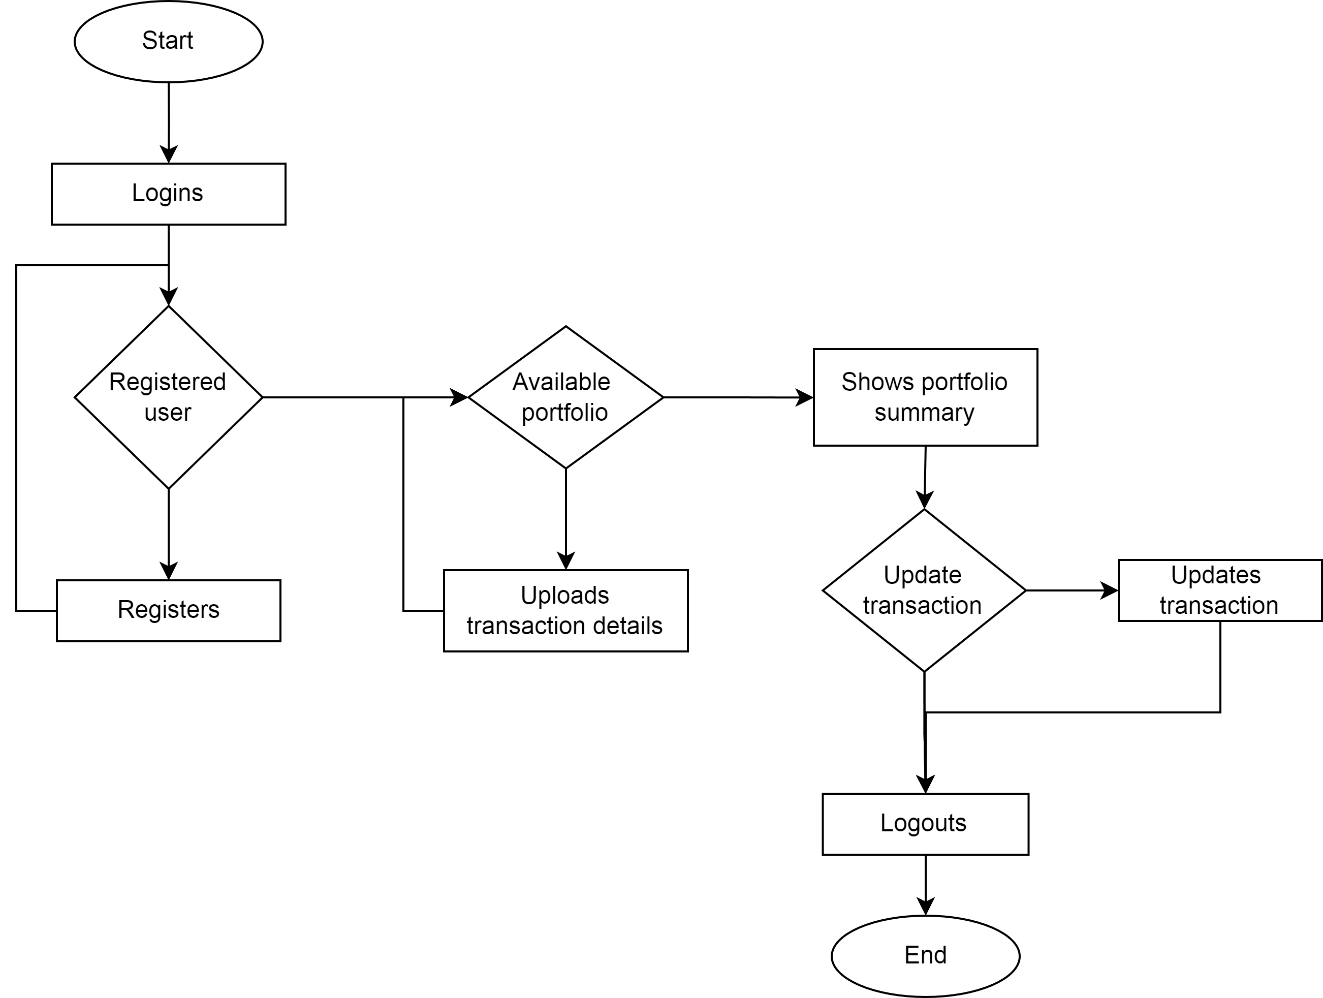 Start
Logins
Registered
user
Registers
Available
portfolio
Uploads
transaction details
Shows portfolio
summary
Update
transaction
Updates
transaction
Logouts
End